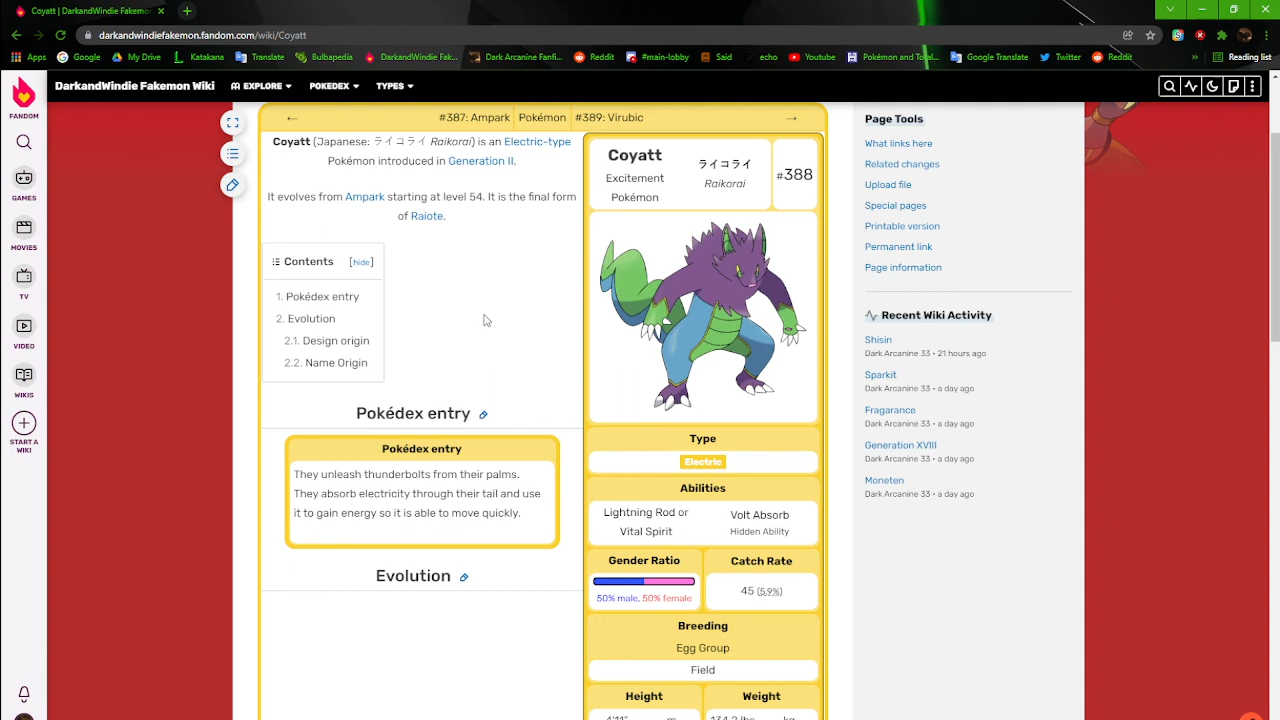 Coyatt | DarkandWindie Fakemon
darkandwindiefakemon.fandom.com/wiki/Coyatt
Apps Google My Drive Katakana Translate Bulbapedia DarkandWindie Fak... Dark Arcanine Fanfi... Reddit #main-lobby Said echo YouTube Pokémon and Total... Google Translate Twitter Reddit » Reading list
DarkandWindie Fakemon Wiki EXPLORE POKEDEX TYPES
FANDOM
GAMES
MOVIES
TV
VIDEO
WIKIS
START A
WIKI
← #387: Ampark Pokémon #389: Virubic →
Coyatt (Japanese: ライコライ Raikorai) is an Electric-type
Pokémon introduced in Generation II.
It evolves from Ampark starting at level 54. It is the final form
of Raiote.
Contents [hide]
1. Pokédex entry
2. Evolution
2.1. Design origin
2.2. Name Origin
Pokédex entry
Pokédex entry
They unleash thunderbolts from their palms.
They absorb electricity through their tail and use
it to gain energy so it is able to move quickly.
Evolution
Coyatt
Excitement
Pokémon
ライコライ
Raikorai
#388
Type
Electric
Abilities
Lightning Rod or
Vital Spirit
Volt Absorb
Hidden Ability
Gender Ratio
50% male, 50% female
Catch Rate
45 (5.9%)
Breeding
Egg Group
Field
Height
4'11" m
Weight
134.2 lbs kg
Page Tools
What links here
Related changes
Upload file
Special pages
Printable version
Permanent link
Page information
Recent Wiki Activity
Shisin
Dark Arcanine 33 • 21 hours ago
Sparkit
Dark Arcanine 33 • a day ago
Fragarance
Dark Arcanine 33 • a day ago
Generation XVIII
Dark Arcanine 33 • a day ago
Moneten
Dark Arcanine 33 • a day ago